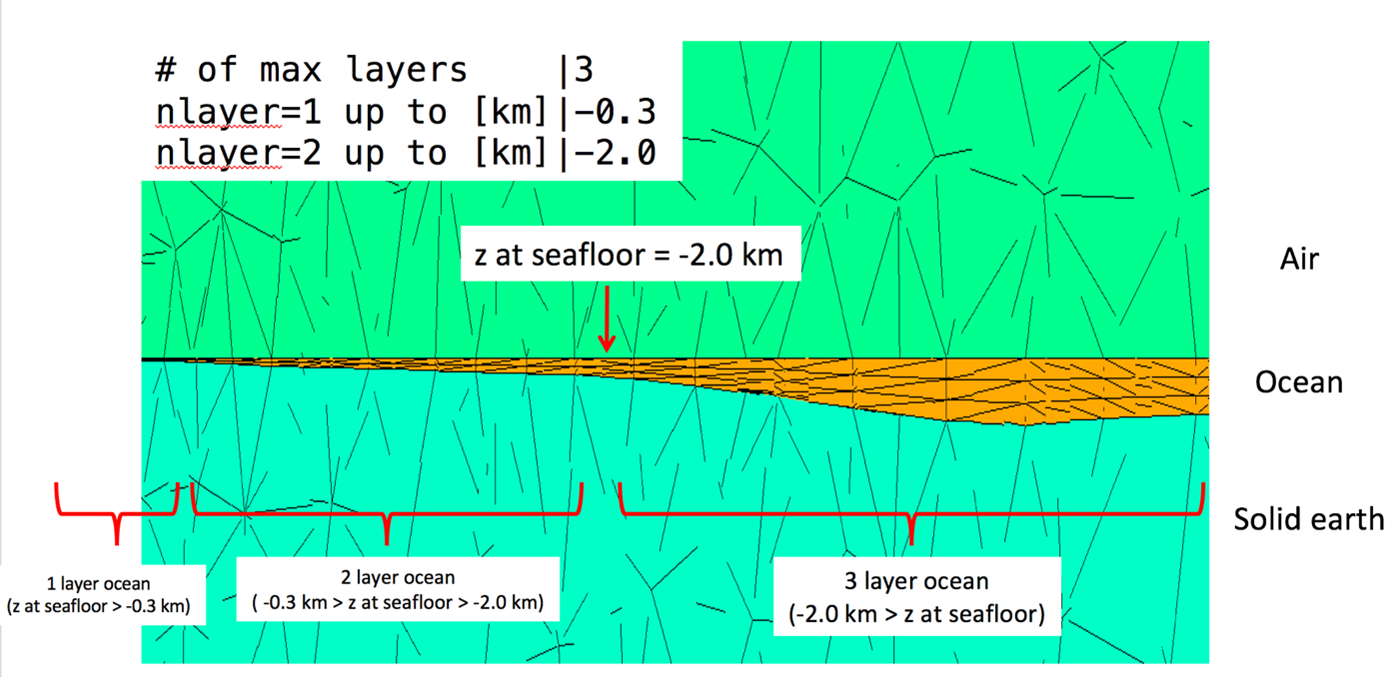 # of max layers |3
nlayer=1 up to [km]|-0.3
nlayer=2 up to [km]|-2.0
z at seafloor = -2.0 km
Air
Ocean
Solid earth
1 layer ocean
(z at seafloor > -0.3 km)
2 layer ocean
( -0.3 km > z at seafloor > -2.0 km)
3 layer ocean
(-2.0 km > z at seafloor)